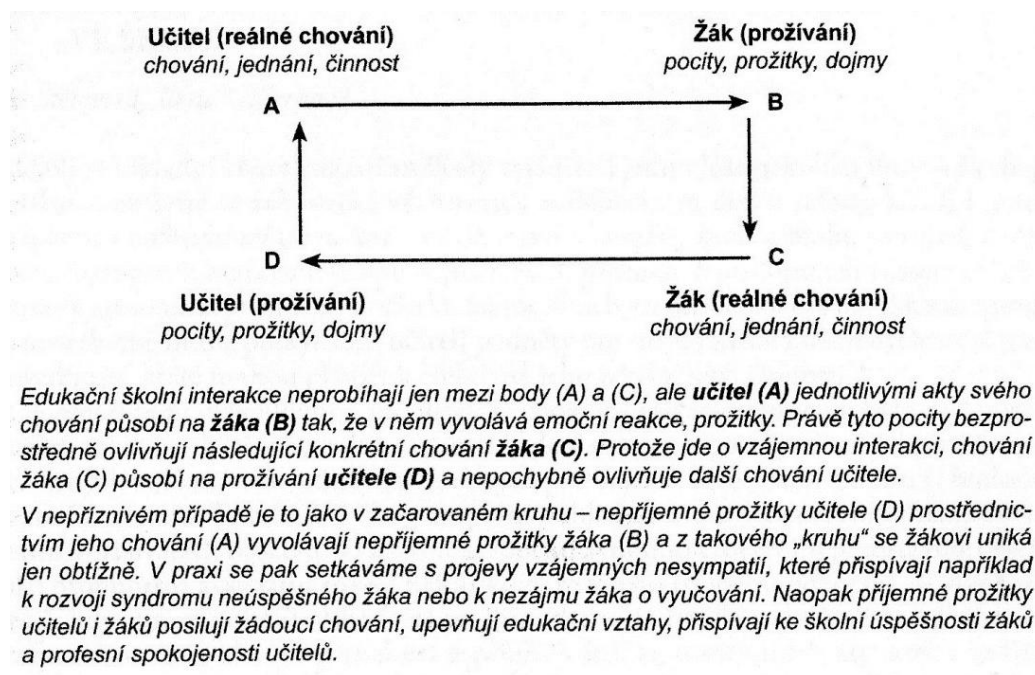 Učitel (reálné chování) Žák (prožívání)
chování, jednání, činnost pocity, prožitky, dojmy
A B
D C
Učitel (prožívání) Žák (reálné chování)
pocity, prožitky, dojmy chování, jednání, činnost
Edukační školní interakce neprobíhají jen mezi body (A) a (C), ale učitel (A) jednotlivými akty svého
chování působí na žáka (B) tak, že v něm vyvolává emoční reakce, prožitky. Právě tyto pocity bezpro-
středně ovlivňují následující konkrétní chování žáka (C). Protože jde o vzájemnou interakci, chování
žáka (C) působí na prožívání učitele (D) a nepochybně ovlivňuje další chování učitele.
V nepříznivém případě je to jako v začarovaném kruhu – nepříjemné prožitky učitele (D) prostřednic-
tvím jeho chování (A) vyvolávají nepříjemné prožitky žáka (B) a z takového „kruhu“ se žákovi uniká
jen obtížně. V praxi se pak setkáváme s projevy vzájemných nesympatií, které přispívají například
k rozvoji syndromu neúspěšného žáka nebo k nezájmu žáka o vyučování. Naopak příjemné prožitky
učitelů i žáků posilují žádoucí chování, upevňují edukační vztahy, přispívají ke školní úspěšnosti žáků
a profesní spokojenosti učitelů.